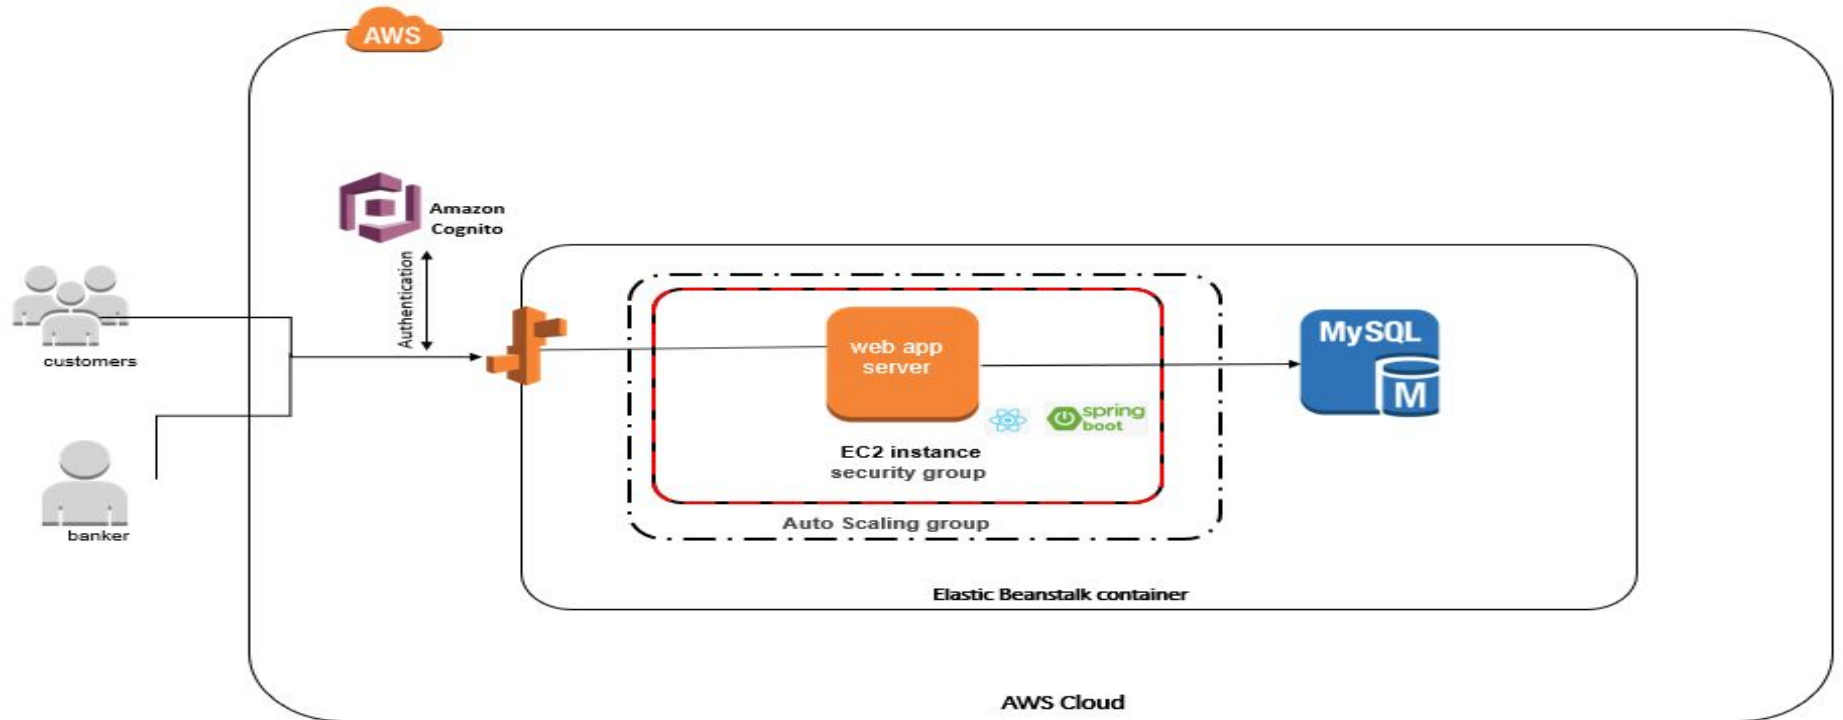 AWS
Amazon
Cognito
Authentication
customers
banker
web app
server
spring
boot
EC2 instance
security group
Auto Scaling group
MySQL
M
Elastic Beanstalk container
AWS Cloud